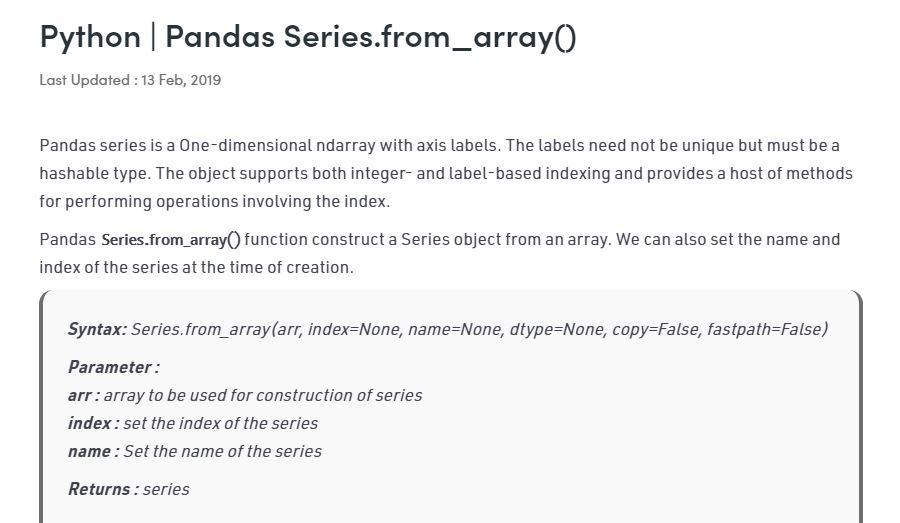 Python | Pandas Series.from_array()
Last Updated : 13 Feb, 2019
Pandas series is a One-dimensional ndarray with axis labels. The labels need not be unique but must be a
hashable type. The object supports both integer- and label-based indexing and provides a host of methods
for performing operations involving the index.
Pandas Series.from_array() function construct a Series object from an array. We can also set the name and
index of the series at the time of creation.
Syntax: Series.from_array(arr, index=None, name=None, dtype=None, copy=False, fastpath=False)
Parameter :
arr : array to be used for construction of series
index : set the index of the series
name : Set the name of the series
Returns : series